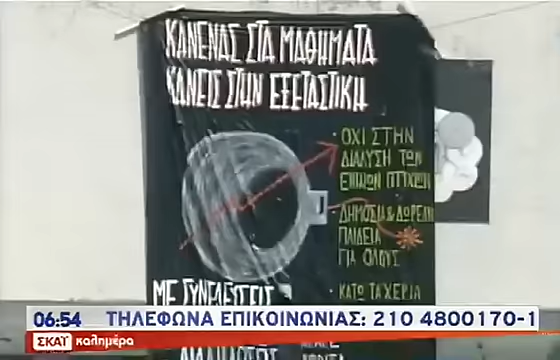 ΚΑΝΕΝΑΣ ΣΤΑ ΜΑΘΗΜΑΤΑ
ΚΑΝΕΙΣ ΣΤΗΝ ΕΞΕΤΑΣΤΙΚΗ
· ΟΧΙ ΣΤΗΝ
ΔΙΑΛΥΣΗ ΤΩΝ
ΕΝΙΑΙΩΝ ΠΤΥΧΙΩΝ
· ΔΗΜΟΣΙΑ & ΔΩΡΕΑΝ
ΠΑΙΔΕΙΑ
ΓΙΑ ΟΛΟΥΣ
· ΚΑΤΩ ΤΑ ΧΕΡΙΑ
ΜΕ ΣΥΝΕΛΕΥΣΕΙΣ
06:54 ΤΗΛΕΦΩΝΑ ΕΠΙΚΟΙΝΩΝΙΑΣ: 210 4800170-1
ΣΚΑΪ καλημέρα